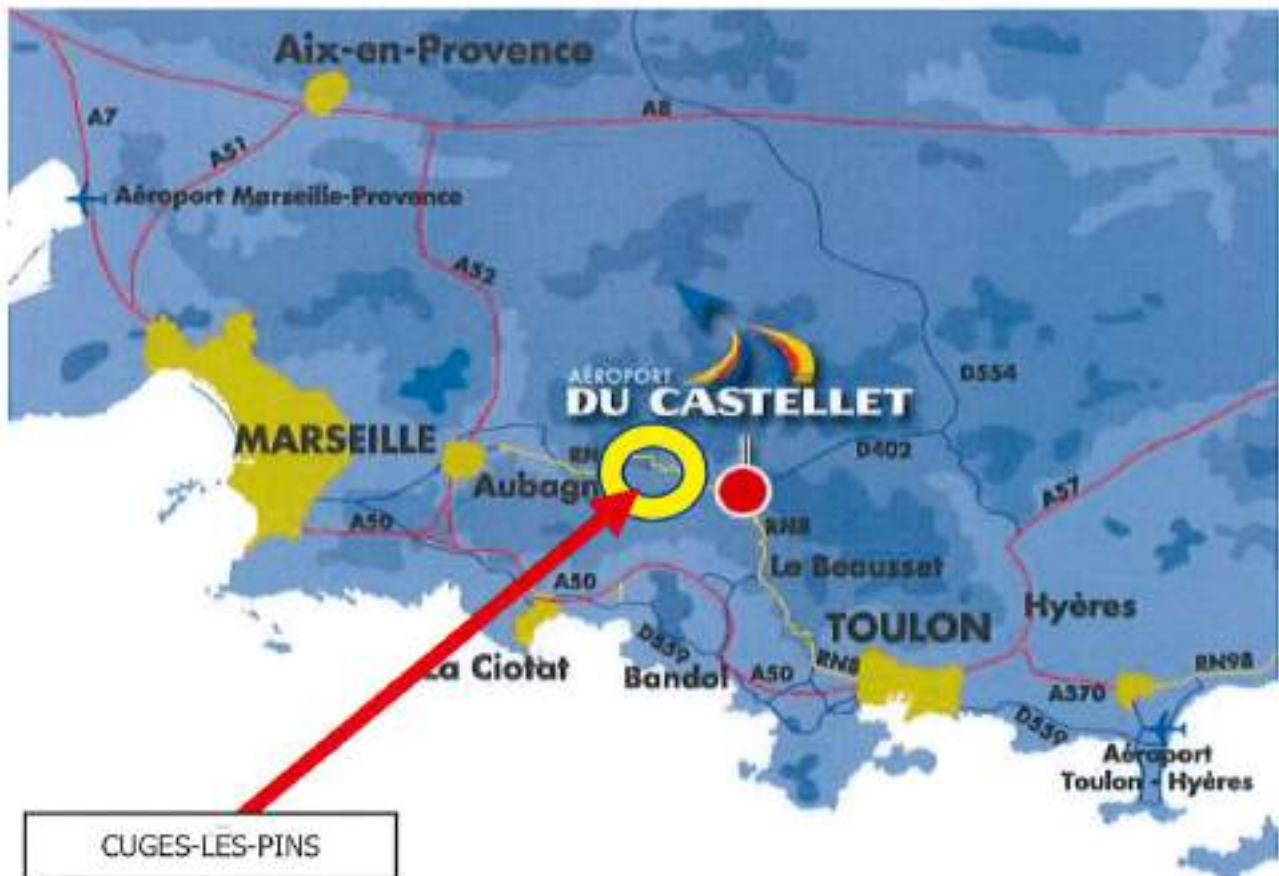 Aix-en-Provence
A7
A51
A8
Aéroport Marseille-Provence
A52
AÉROPORT
DU CASTELLET
D554
MARSEILLE
RN
D402
Aubagn
A50
A57
RN8
Le Beausset
A50
Hyères
TOULON
D559
La Ciotat
Bandol
A50
RN8
RN98
A570
D559
Aéroport
Toulon - Hyères
CUGES-LES-PINS